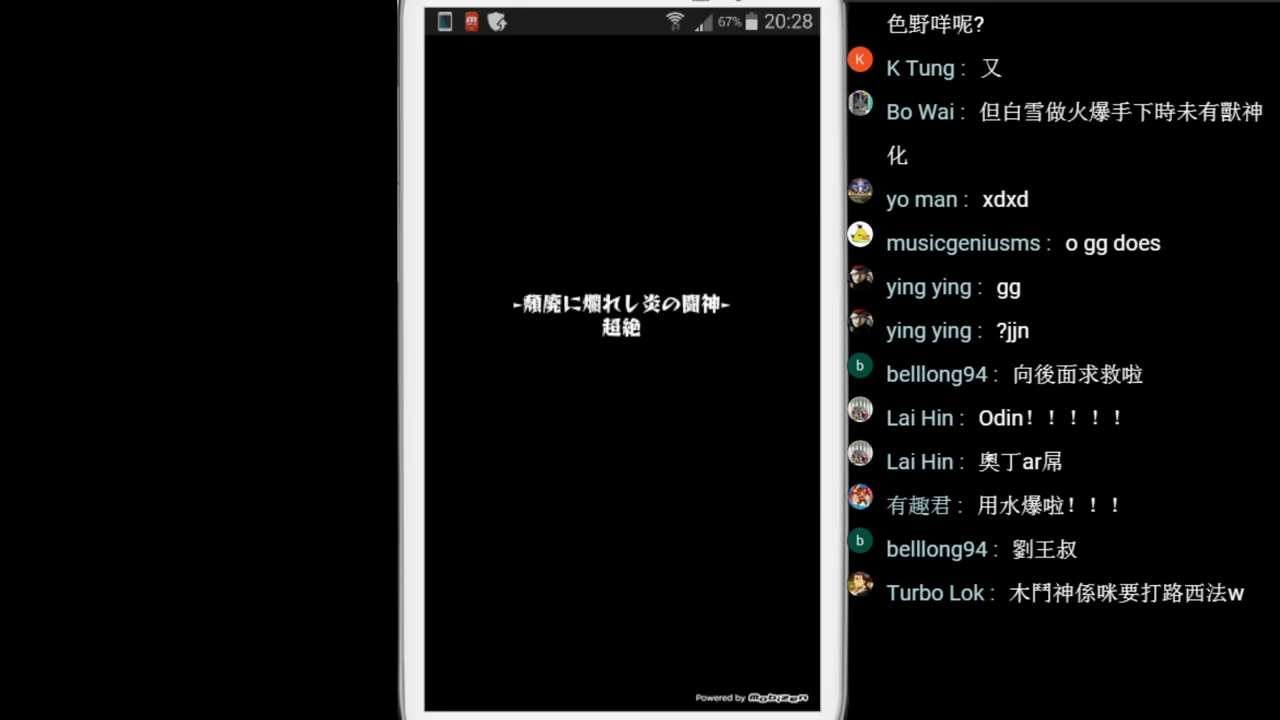 67% 20:28
-頽廃に爛れし炎の闘神-
超絶
Powered by Mobizen
色野咩呢?
K Tung : 又
Bo Wai : 但白雪做火爆手下時未有獸神
化
yo man : xdxd
musicgeniusms : o gg does
ying ying : gg
ying ying : ?jjn
belllong94 : 向後面求救啦
Lai Hin : Odin！！！！！
Lai Hin : 奧丁ar屌
有趣君 : 用水爆啦！！！
belllong94 : 劉王叔
Turbo Lok : 木鬥神係咪要打路西法w